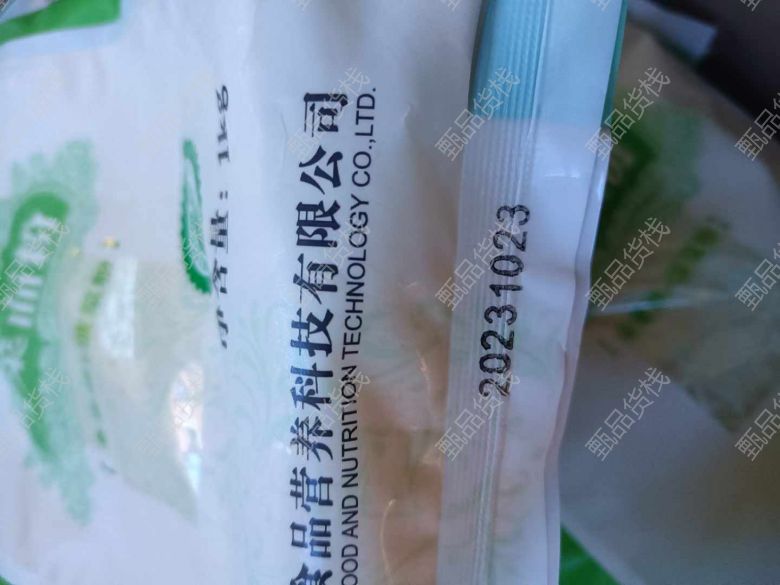 净含量：1kg
食品营养科技有限公司
OOD AND NUTRITION TECHNOLOGY CO.,LTD.
20231023
甄品货栈